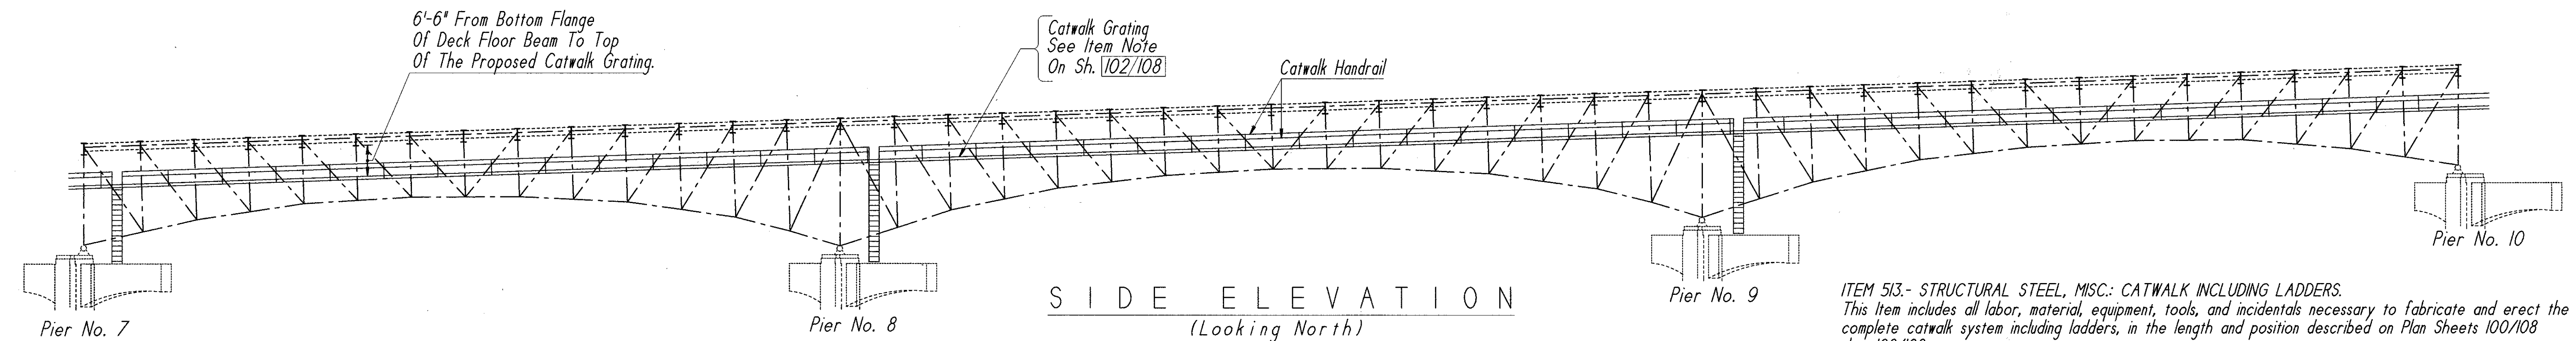 6'-6" From Bottom Flange
Of Deck Floor Beam To Top
Of The Proposed Catwalk Grating.
Catwalk Grating
See Item Note
On Sh. 102/108
Catwalk Handrail
Pier No. 7
Pier No. 8
Pier No. 9
Pier No. 10
SIDE ELEVATION
(Looking North)
ITEM 513.- STRUCTURAL STEEL, MISC.: CATWALK INCLUDING LADDERS.
This Item includes all labor, material, equipment, tools, and incidentals necessary to fabricate and erect the
complete catwalk system including ladders, in the length and position described on Plan Sheets 100/108